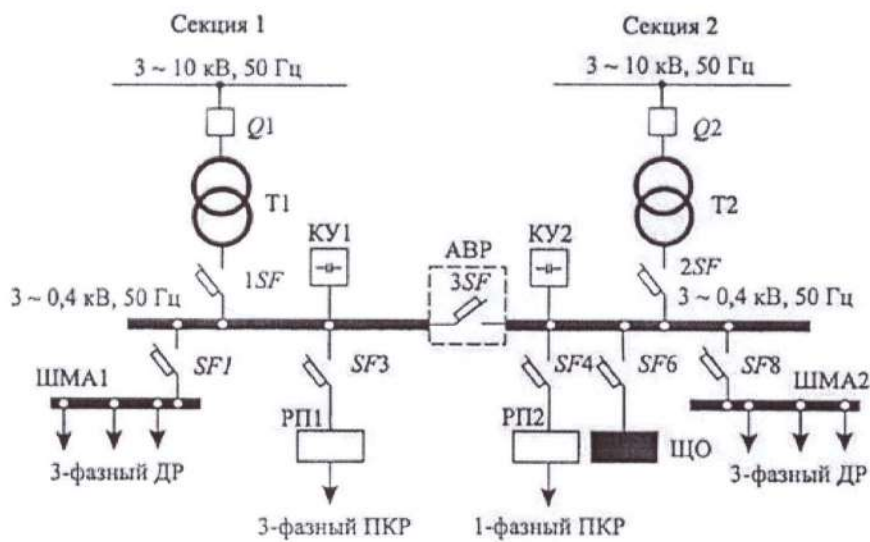 Секция 1
Секция 2
3 ~ 10 кВ, 50 Гц
3 ~ 10 кВ, 50 Гц
Q1
Q2
Т1
Т2
КУ1
АВР
КУ2
1SF
3SF
2SF
3 ~ 0,4 кВ, 50 Гц
3 ~ 0,4 кВ, 50 Гц
SF1
SF3
SF4
SF6
SF8
ШМА1
ШМА2
РП1
РП2
ЩО
3-фазный ДР
3-фазный ДР
3-фазный ПКР
1-фазный ПКР